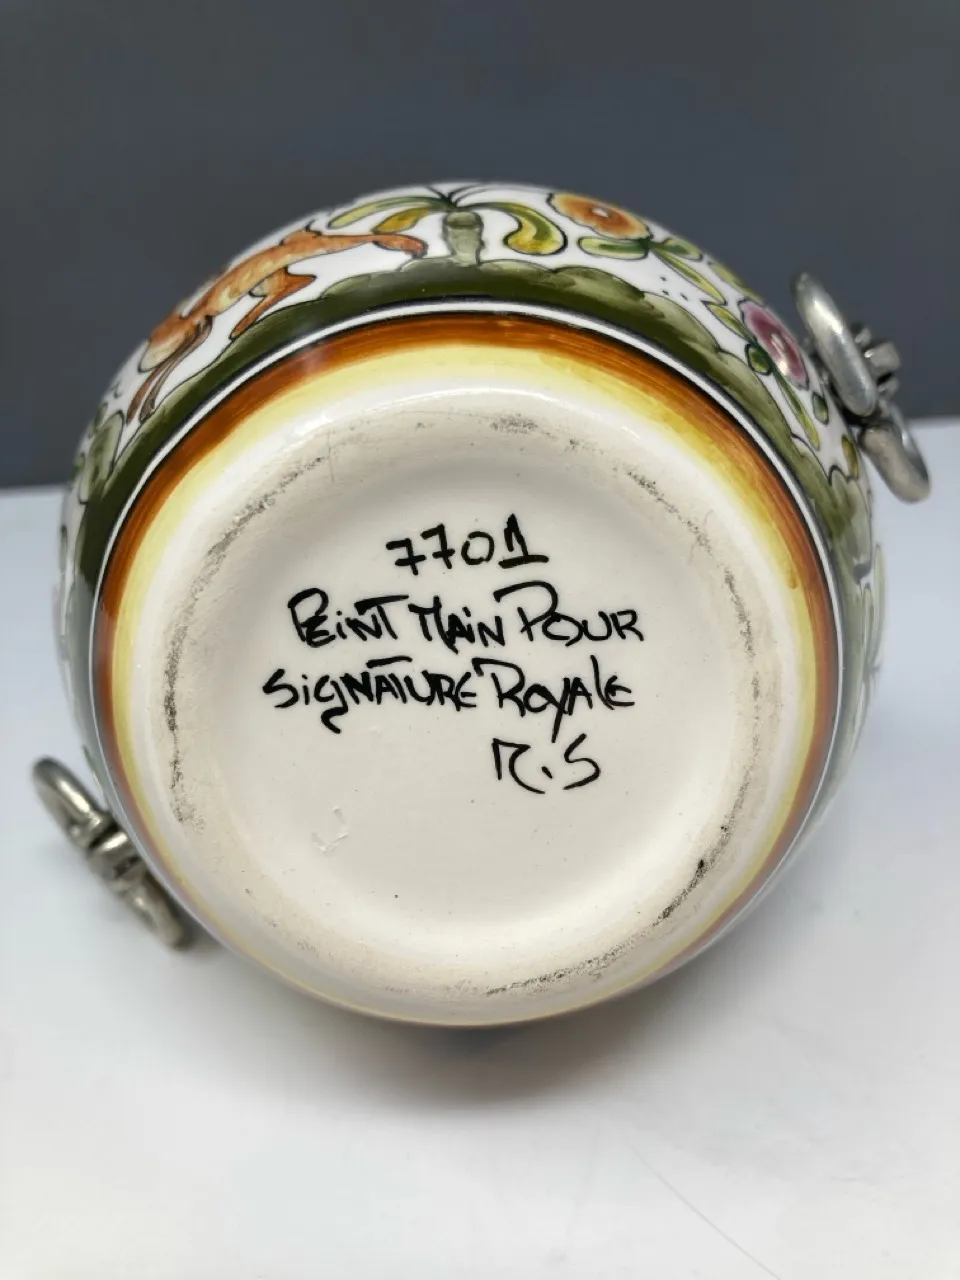 7701
PEiNT MAiN POUR
SiGNATURE ROYALE
R.S